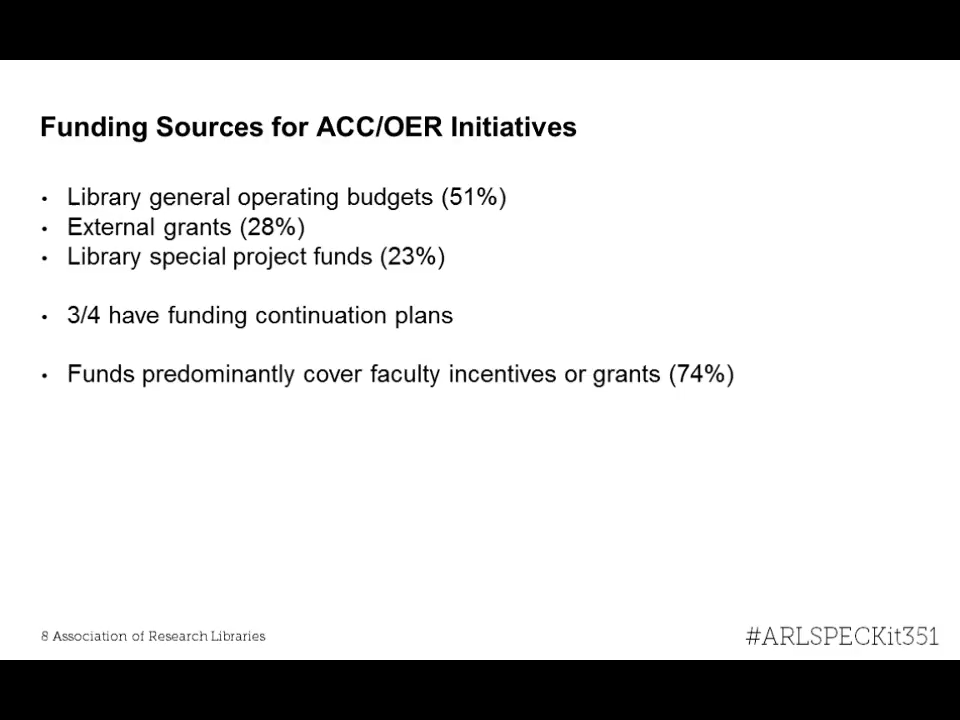 Funding Sources for ACC/OER Initiatives
• Library general operating budgets (51%)
• External grants (28%)
• Library special project funds (23%)
• 3/4 have funding continuation plans
• Funds predominantly cover faculty incentives or grants (74%)
8 Association of Research Libraries
#ARLSPECKit351